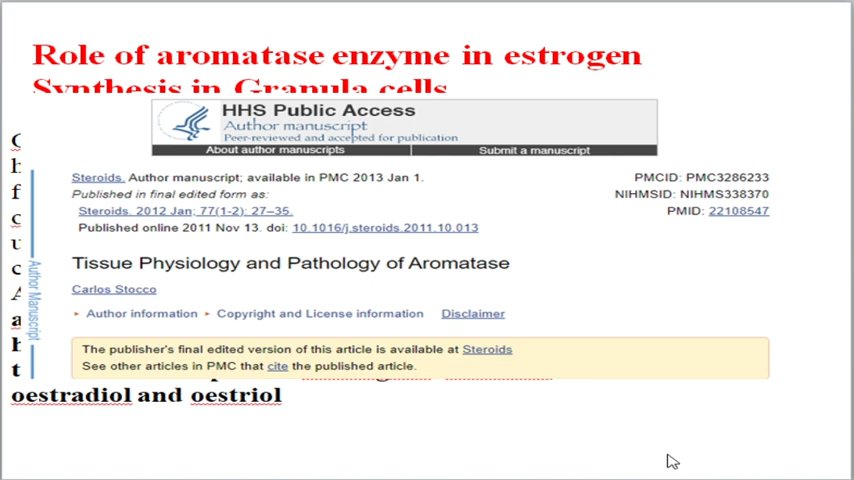 Role of aromatase enzyme in estrogen
Synthesis in Granula cells
HHS Public Access
Author manuscript
Peer-reviewed and accepted for publication
About author manuscripts
Submit a manuscript
Steroids. Author manuscript; available in PMC 2013 Jan 1.
PMCID: PMC3286233
Published in final edited form as:
NIHMSID: NIHMS338370
Steroids. 2012 Jan; 77(1-2): 27–35.
PMID: 22108547
Published online 2011 Nov 13. doi: 10.1016/j.steroids.2011.10.013
Tissue Physiology and Pathology of Aromatase
Carlos Stocco
Author information
Copyright and License information
Disclaimer
Author Manuscript
The publisher's final edited version of this article is available at Steroids
See other articles in PMC that cite the published article.
oestradiol and oestriol